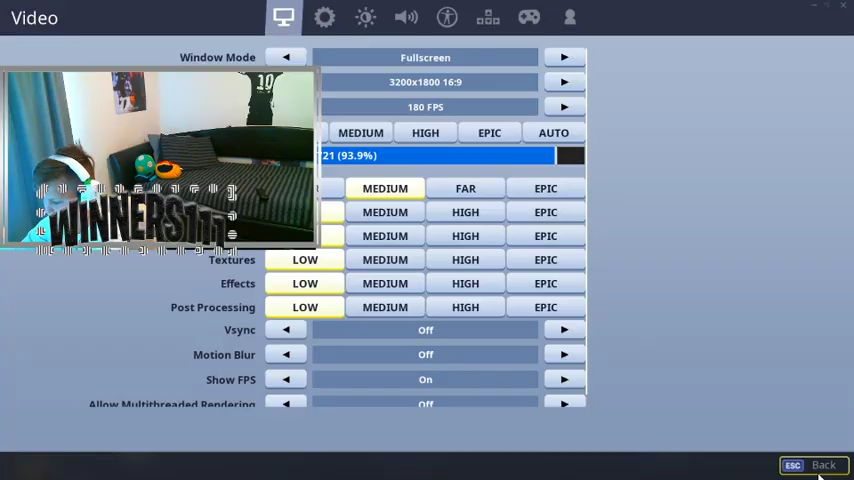 Video
Window Mode Fullscreen
3200x1800 16:9
180 FPS
MEDIUM HIGH EPIC AUTO
21 (93.9%)
MEDIUM FAR EPIC
MEDIUM HIGH EPIC
MEDIUM HIGH EPIC
Textures LOW MEDIUM HIGH EPIC
Effects LOW MEDIUM HIGH EPIC
Post Processing LOW MEDIUM HIGH EPIC
Vsync Off
Motion Blur Off
Show FPS On
Allow Multithreaded Rendering Off
10
WINNERS111
ESC Back